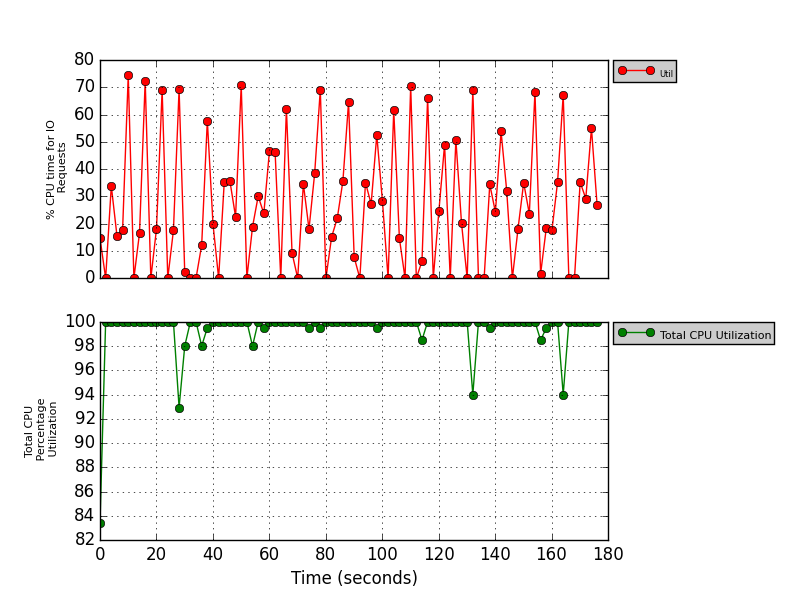 80
70
60
50
40
30
20
10
0
% CPU time for IO
Requests
Util
100
98
96
94
92
90
88
86
84
82
Total CPU
Percentage
Utilization
Total CPU Utilization
0 20 40 60 80 100 120 140 160 180
Time (seconds)